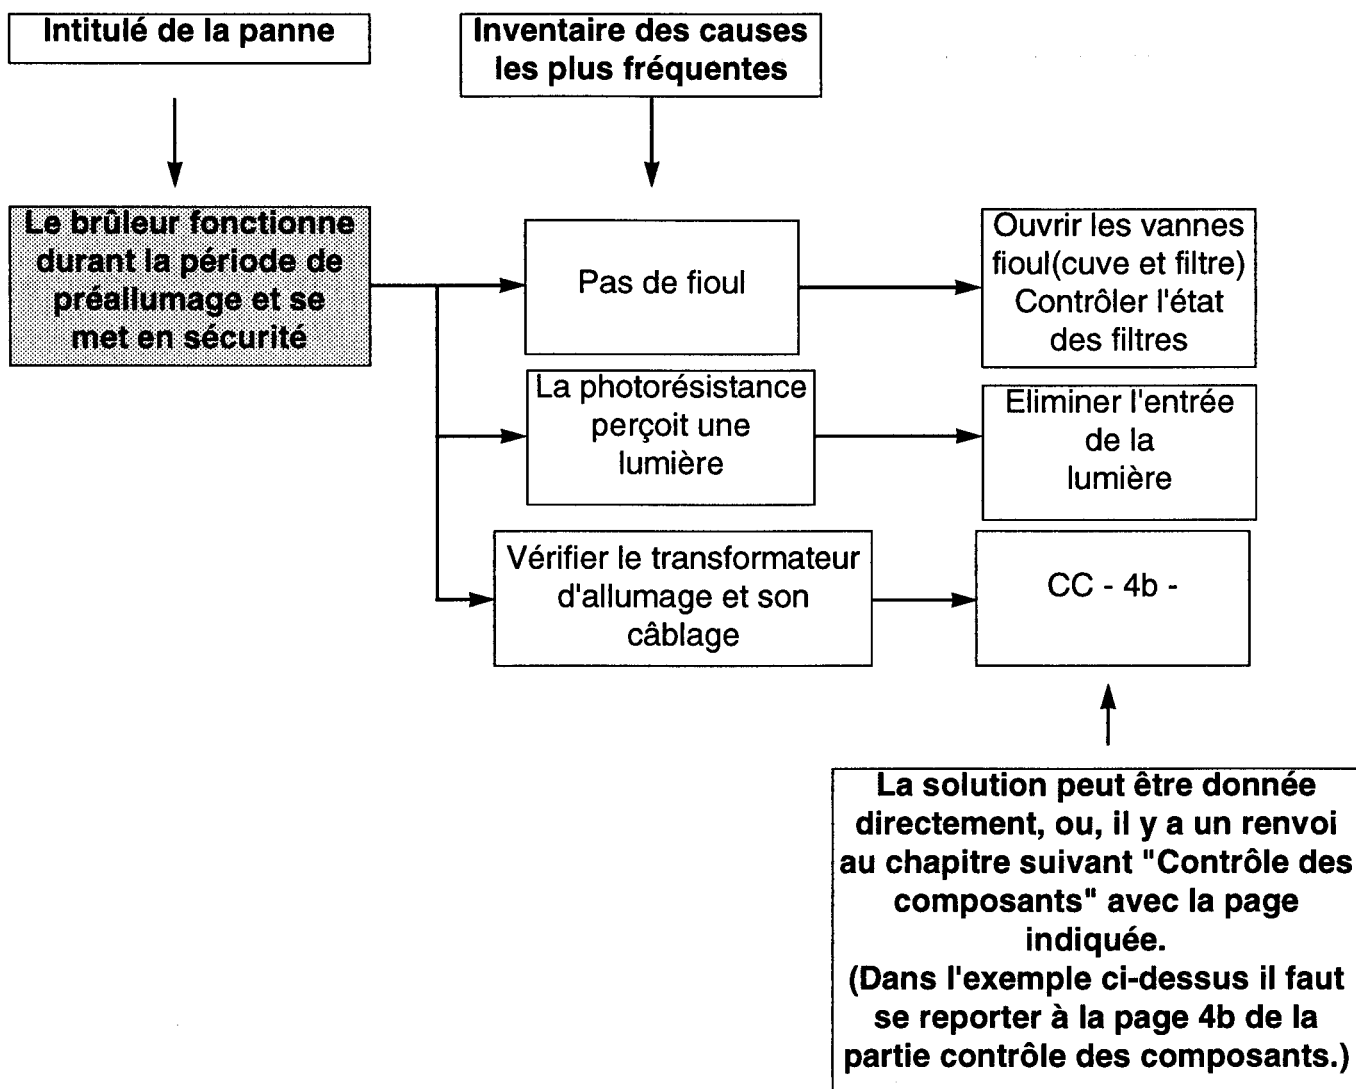 Intitulé de la panne
Inventaire des causes
les plus fréquentes
Le brûleur fonctionne
durant la période de
préallumage et se
met en sécurité
Pas de fioul
Ouvrir les vannes
fioul(cuve et filtre)
Contrôler l'état
des filtres
La photorésistance
perçoit une
lumière
Eliminer l'entrée
de la
lumière
Vérifier le transformateur
d'allumage et son
câblage
CC - 4b -
La solution peut être donnée
directement, ou, il y a un renvoi
au chapitre suivant "Contrôle des
composants" avec la page
indiquée.
(Dans l'exemple ci-dessus il faut
se reporter à la page 4b de la
partie contrôle des composants.)